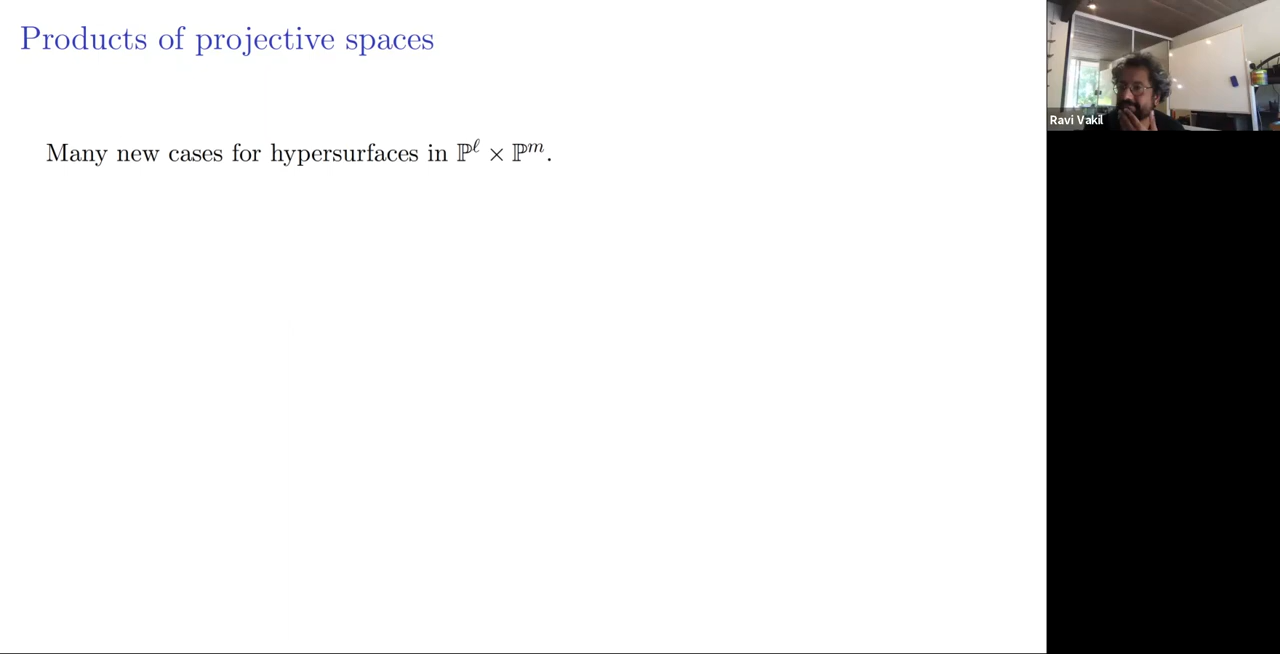 Products of projective spaces
Many new cases for hypersurfaces in ℙ^ℓ × ℙ^m.
Ravi Vakil